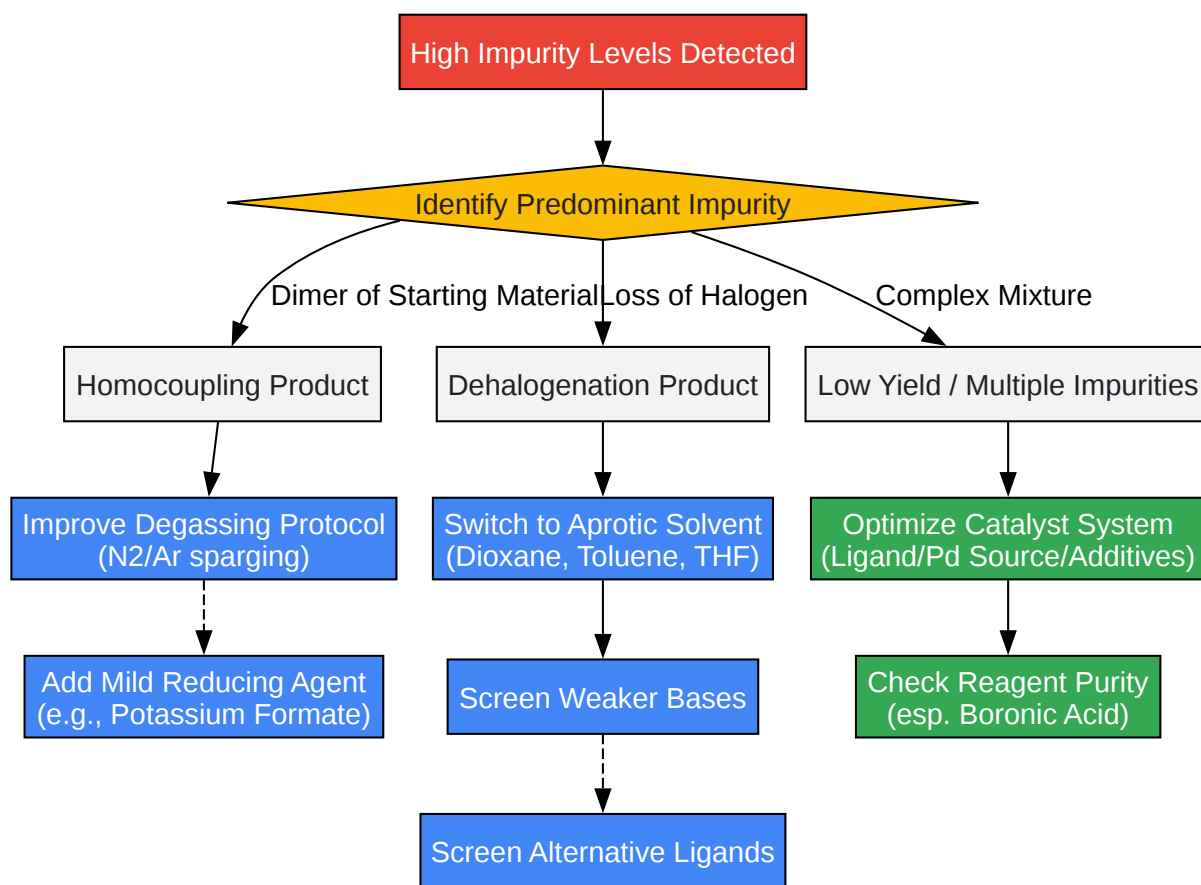 High Impurity Levels Detected
Identify Predominant Impurity
Dimer of Starting Material
Loss of Halogen
Complex Mixture
Homocoupling Product
Dehalogenation Product
Low Yield / Multiple Impurities
Improve Degassing Protocol
(N2/Ar sparging)
Switch to Aprotic Solvent
(Dioxane, Toluene, THF)
Optimize Catalyst System
(Ligand/Pd Source/Additives)
Add Mild Reducing Agent
(e.g., Potassium Formate)
Screen Weaker Bases
Check Reagent Purity
(esp. Boronic Acid)
Screen Alternative Ligands